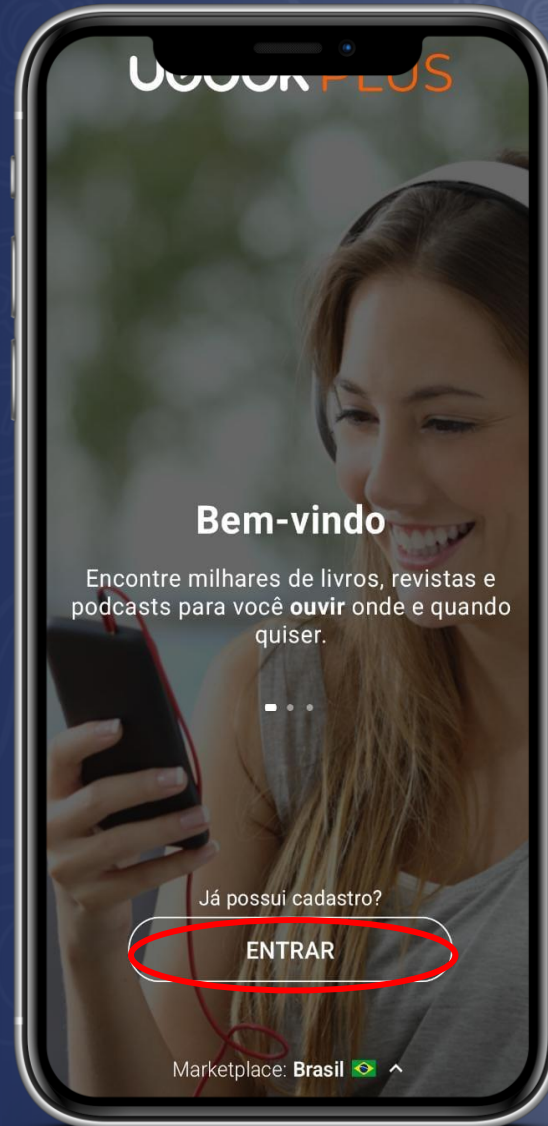 PLUS
Bem-vindo
Encontre milhares de livros, revistas e
podcasts para você ouvir onde e quando
quiser.
Já possui cadastro?
ENTRAR
Marketplace: Brasil